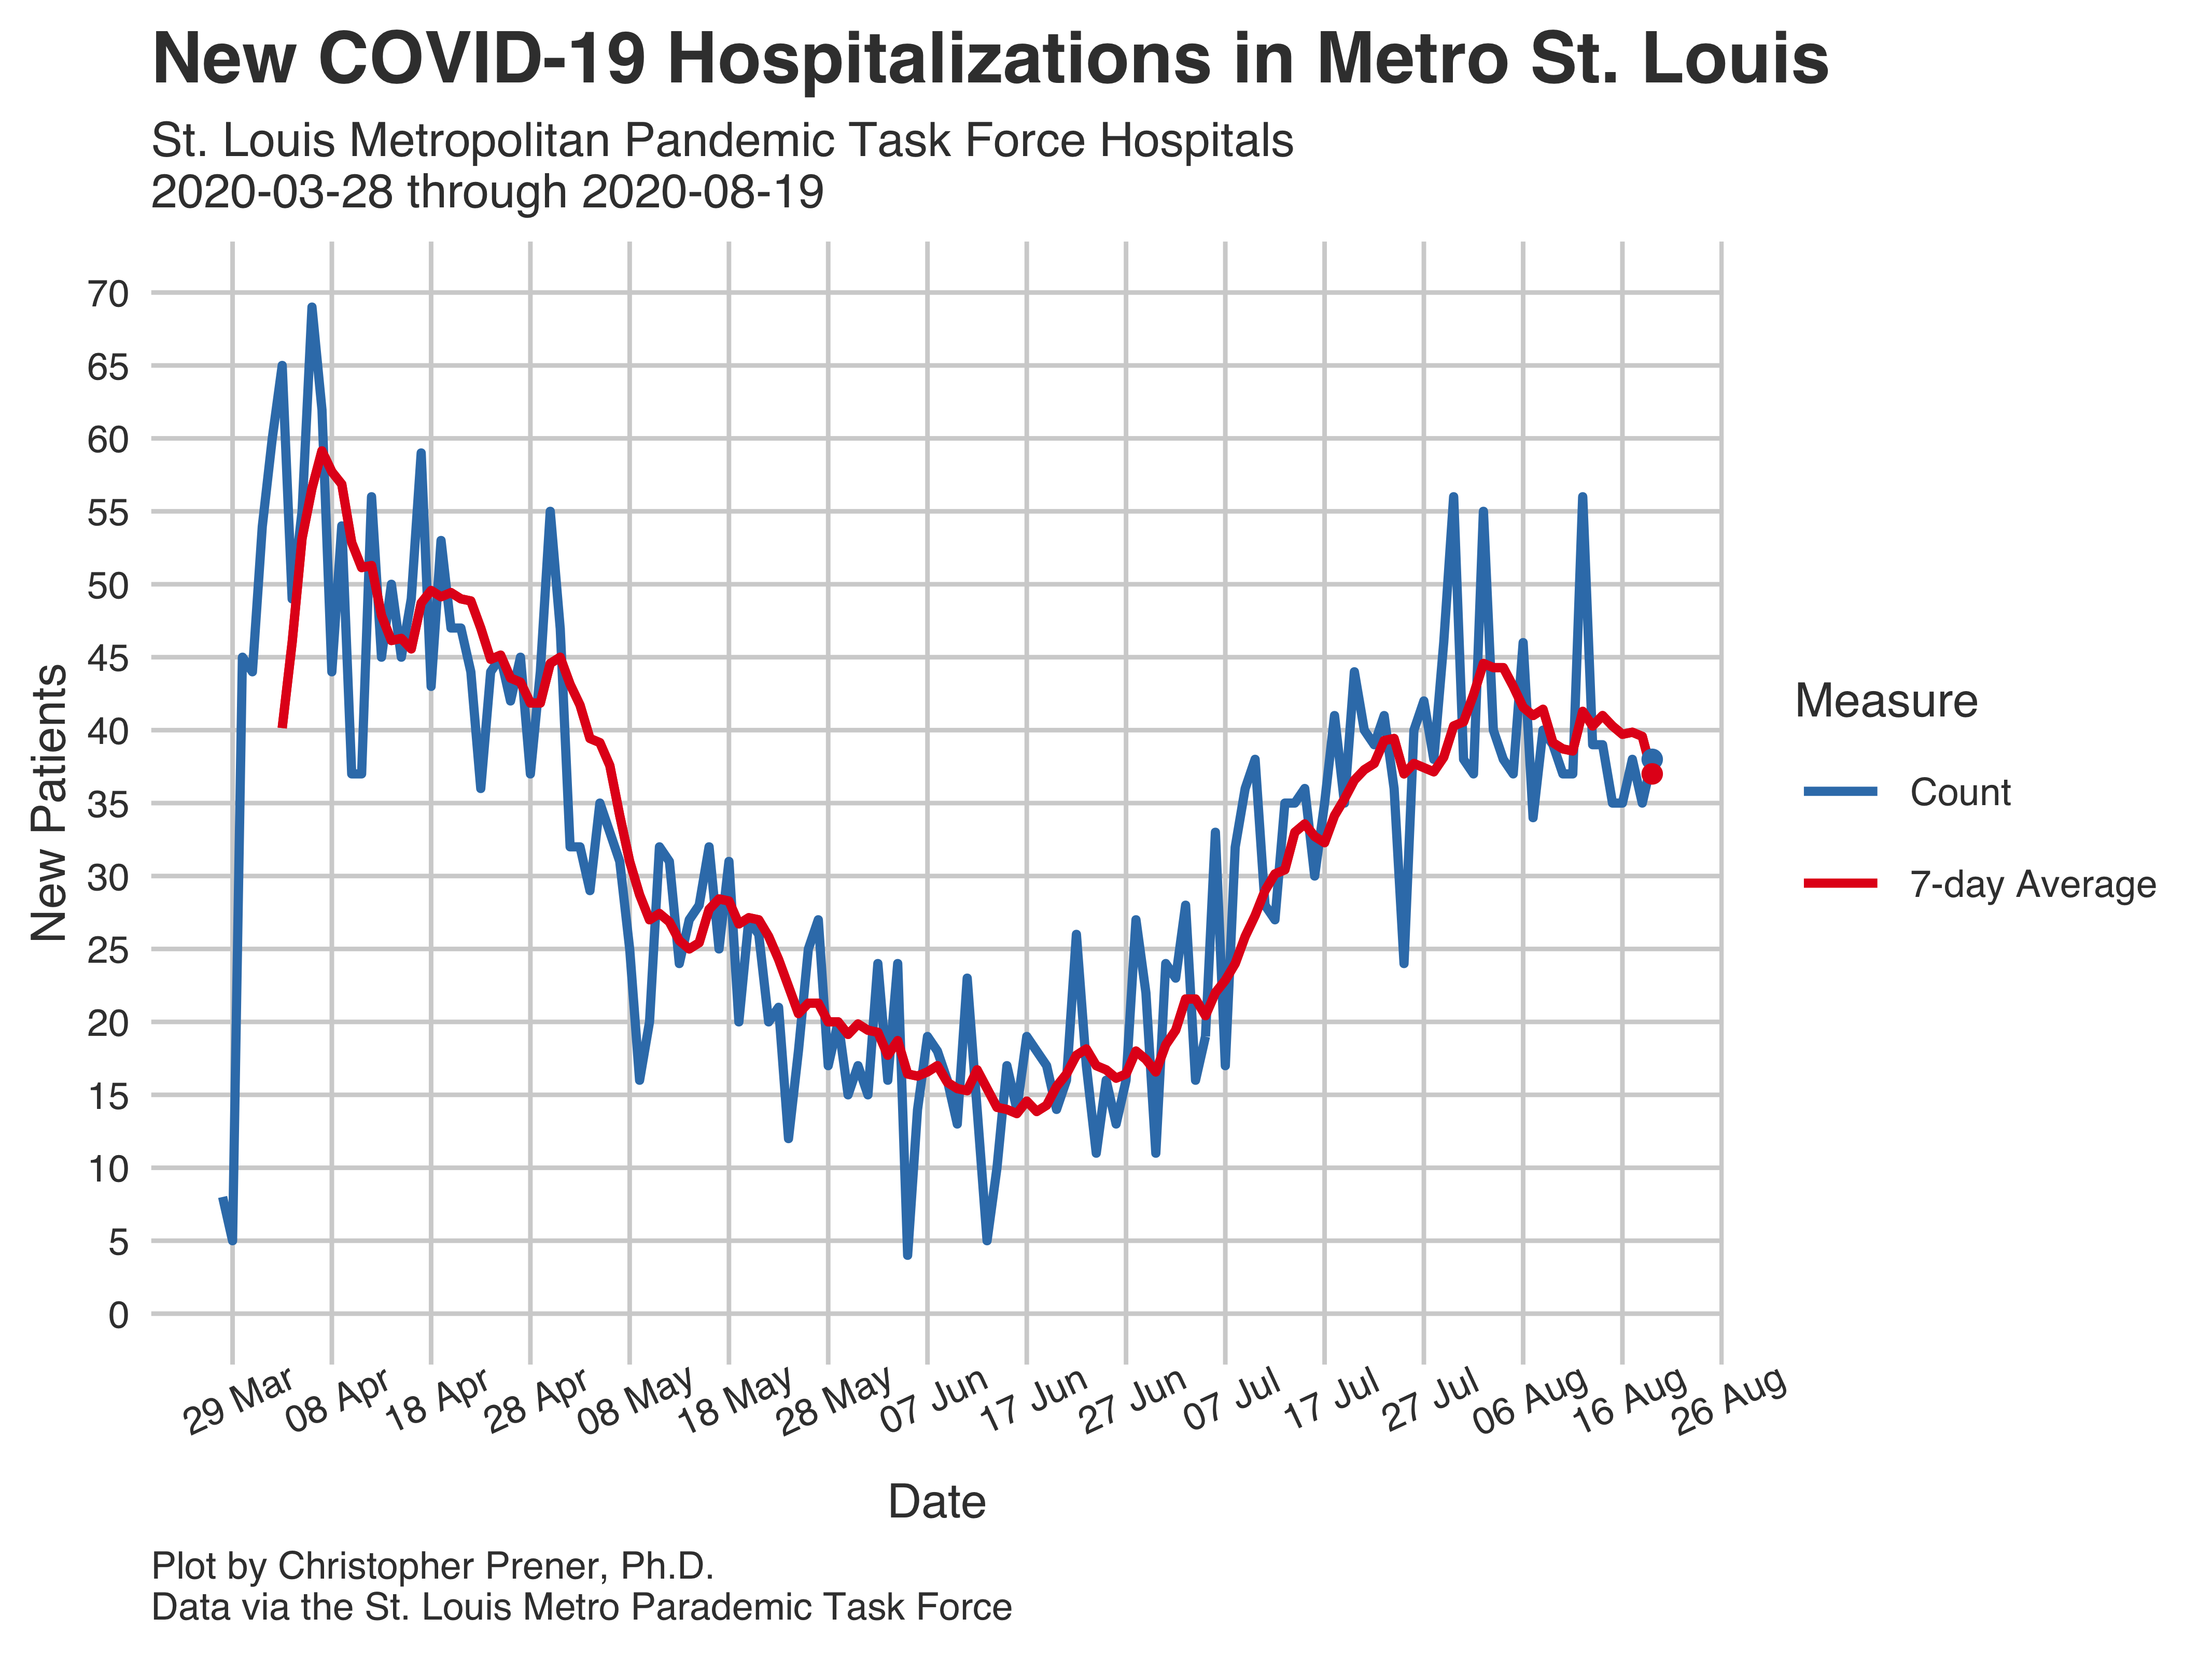 New COVID-19 Hospitalizations in Metro St. Louis
St. Louis Metropolitan Pandemic Task Force Hospitals
2020-03-28 through 2020-08-19
70
65
60
55
50
45
40
35
30
25
20
15
10
5
0
New Patients
29 Mar
08 Apr
18 Apr
28 Apr
08 May
18 May
28 May
07 Jun
17 Jun
27 Jun
07 Jul
17 Jul
27 Jul
06 Aug
16 Aug
26 Aug
Date
Measure
Count
7-day Average
Plot by Christopher Prener, Ph.D.
Data via the St. Louis Metro Parademic Task Force